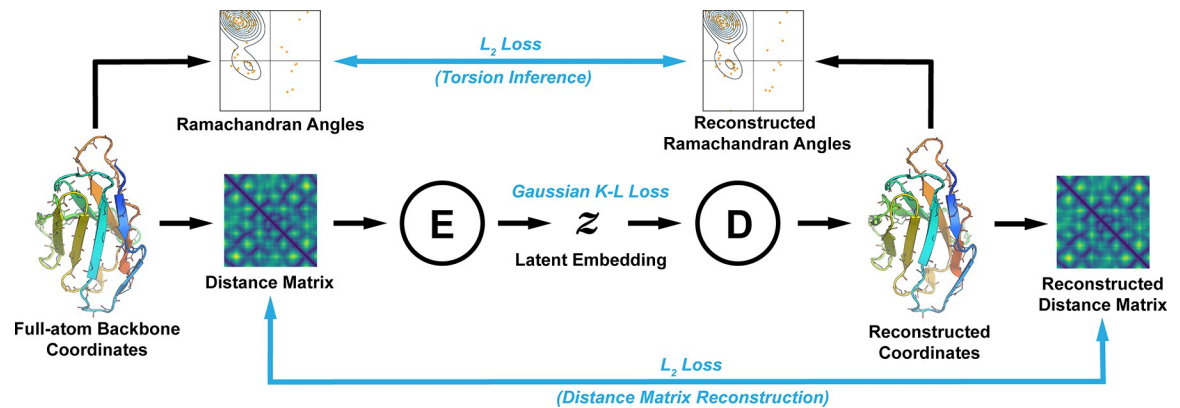 L2 Loss
(Torsion Inference)
Ramachandran Angles
Reconstructed
Ramachandran Angles
Gaussian K-L Loss
E
z
D
Latent Embedding
Distance Matrix
Full-atom Backbone
Coordinates
Reconstructed
Coordinates
Reconstructed
Distance Matrix
L2 Loss
(Distance Matrix Reconstruction)